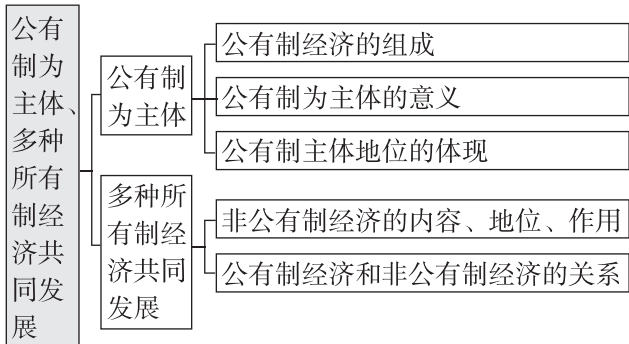 公有
制为
主体、
多种
所有
制经
济共
同发
展
公有制
为主体
公有制经济的组成
公有制为主体的意义
公有制主体地位的体现
多种所
有制经
济共同
发展
非公有制经济的内容、地位、作用
公有制经济和非公有制经济的关系